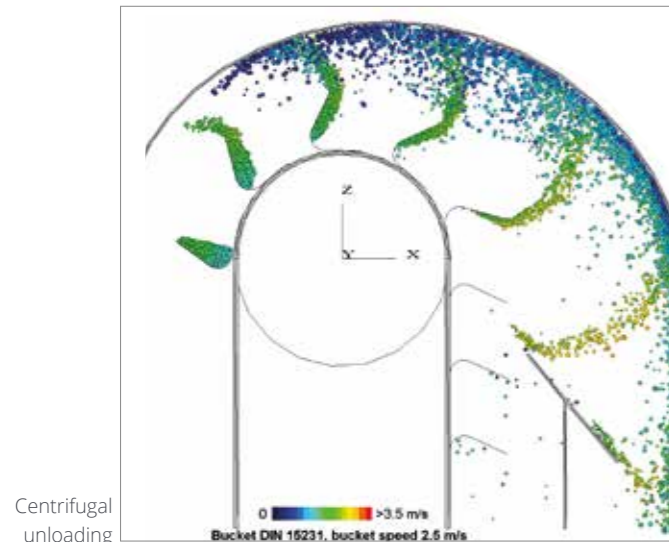 Z
Y
X
0
>3.5 m/s
Bucket DIN 15231, bucket speed 2.5 m/s
Centrifugal
unloading